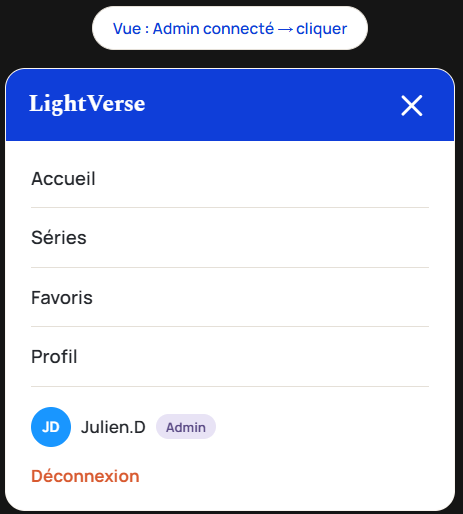 Vue : Admin connecté → cliquer
LightVerse
Accueil
Séries
Favoris
Profil
JD Julien.D Admin
Déconnexion